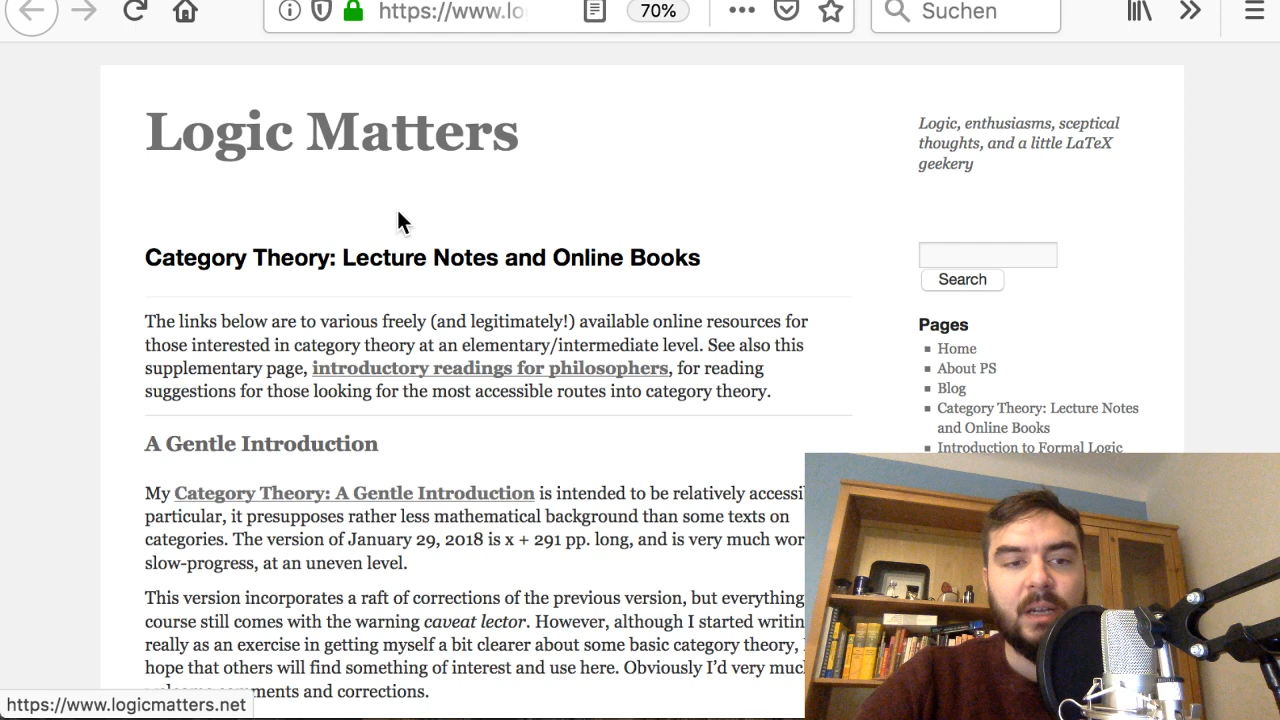 https://www.lo
70%
Suchen
Logic Matters
Logic, enthusiasms, sceptical
thoughts, and a little LaTeX
geekery
Category Theory: Lecture Notes and Online Books
Search
The links below are to various freely (and legitimately!) available online resources for
those interested in category theory at an elementary/intermediate level. See also this
supplementary page, introductory readings for philosophers, for reading
suggestions for those looking for the most accessible routes into category theory.
Pages
Home
About PS
Blog
Category Theory: Lecture Notes
and Online Books
Introduction to Formal Logic
A Gentle Introduction
My Category Theory: A Gentle Introduction is intended to be relatively accessi
particular, it presupposes rather less mathematical background than some texts on
categories. The version of January 29, 2018 is x + 291 pp. long, and is very much wor
slow-progress, at an uneven level.
This version incorporates a raft of corrections of the previous version, but everything
course still comes with the warning caveat lector. However, although I started writin
really as an exercise in getting myself a bit clearer about some basic category theory,
hope that others will find something of interest and use here. Obviously I'd very muc
comments and corrections.
https://www.logicmatters.net